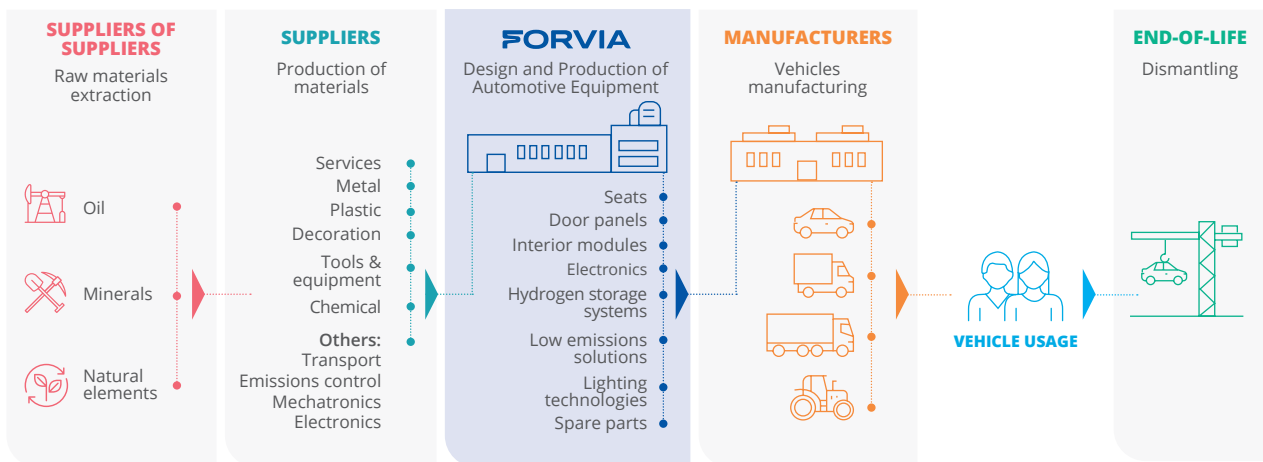 SUPPLIERS OF
SUPPLIERS
Raw materials
extraction
Oil
Minerals
Natural
elements
SUPPLIERS
Production of
materials
Services
Metal
Plastic
Decoration
Tools &
equipment
Chemical
Others:
Transport
Emissions control
Mechatronics
Electronics
FORVIA
Design and Production of
Automotive Equipment
Seats
Door panels
Interior modules
Electronics
Hydrogen storage
systems
Low emissions
solutions
Lighting
technologies
Spare parts
MANUFACTURERS
Vehicles
manufacturing
VEHICLE USAGE
END-OF-LIFE
Dismantling